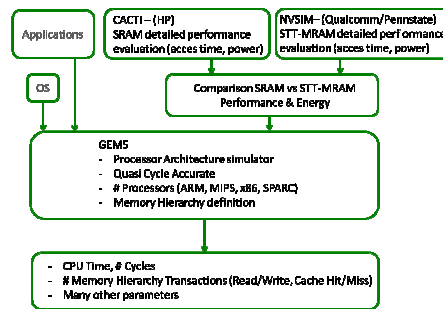 Applications
CACTI – (HP)
SRAM detailed performance
evaluation (acces time, power)
NVSIM – (Qualcomm/Pennstate)
STT-MRAM detailed performance
evaluation (acces time, power)
OS
Comparison SRAM vs STT-MRAM
Performance & Energy
GEM5
- Processor Architecture simulator
- Quasi Cycle Accurate
- # Processors (ARM, MIPS, x86, SPARC)
- Memory Hierarchy definition
- CPU Time, # Cycles
- # Memory Hierarchy Transactions (Read/Write, Cache Hit/Miss)
- Many other parameters